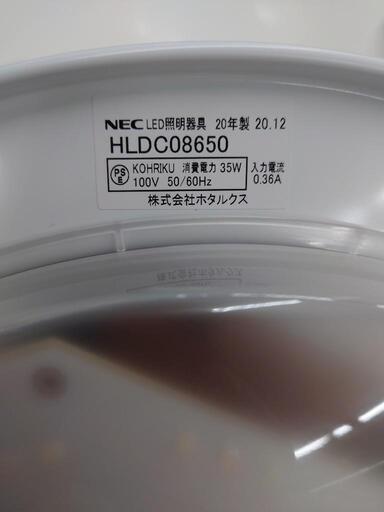 NEC LED照明器具 20年製 20.12
HLDC08650
PS E KOHRIKU 消費電力 35W 入力電流
100V 50/60Hz 0.36A
株式会社ホタルクス